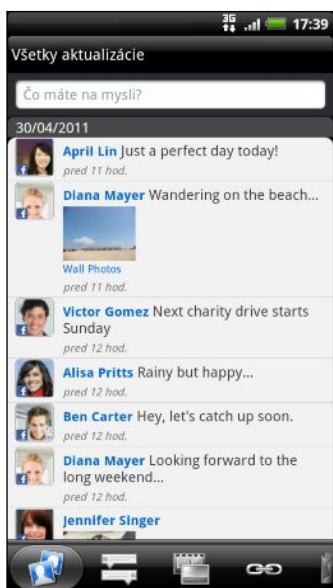 3G 17:39
Všetky aktualizácie
Čo máte na mysli?
30/04/2011
April Lin Just a perfect day today!
pred 11 hod.
Diana Mayer Wandering on the beach...
Wall Photos
pred 11 hod.
Victor Gomez Next charity drive starts
Sunday
pred 12 hod.
Alisa Pritts Rainy but happy...
pred 12 hod.
Ben Carter Hey, let's catch up soon.
pred 12 hod.
Diana Mayer Looking forward to the
long weekend...
pred 12 hod.
Jennifer Singer